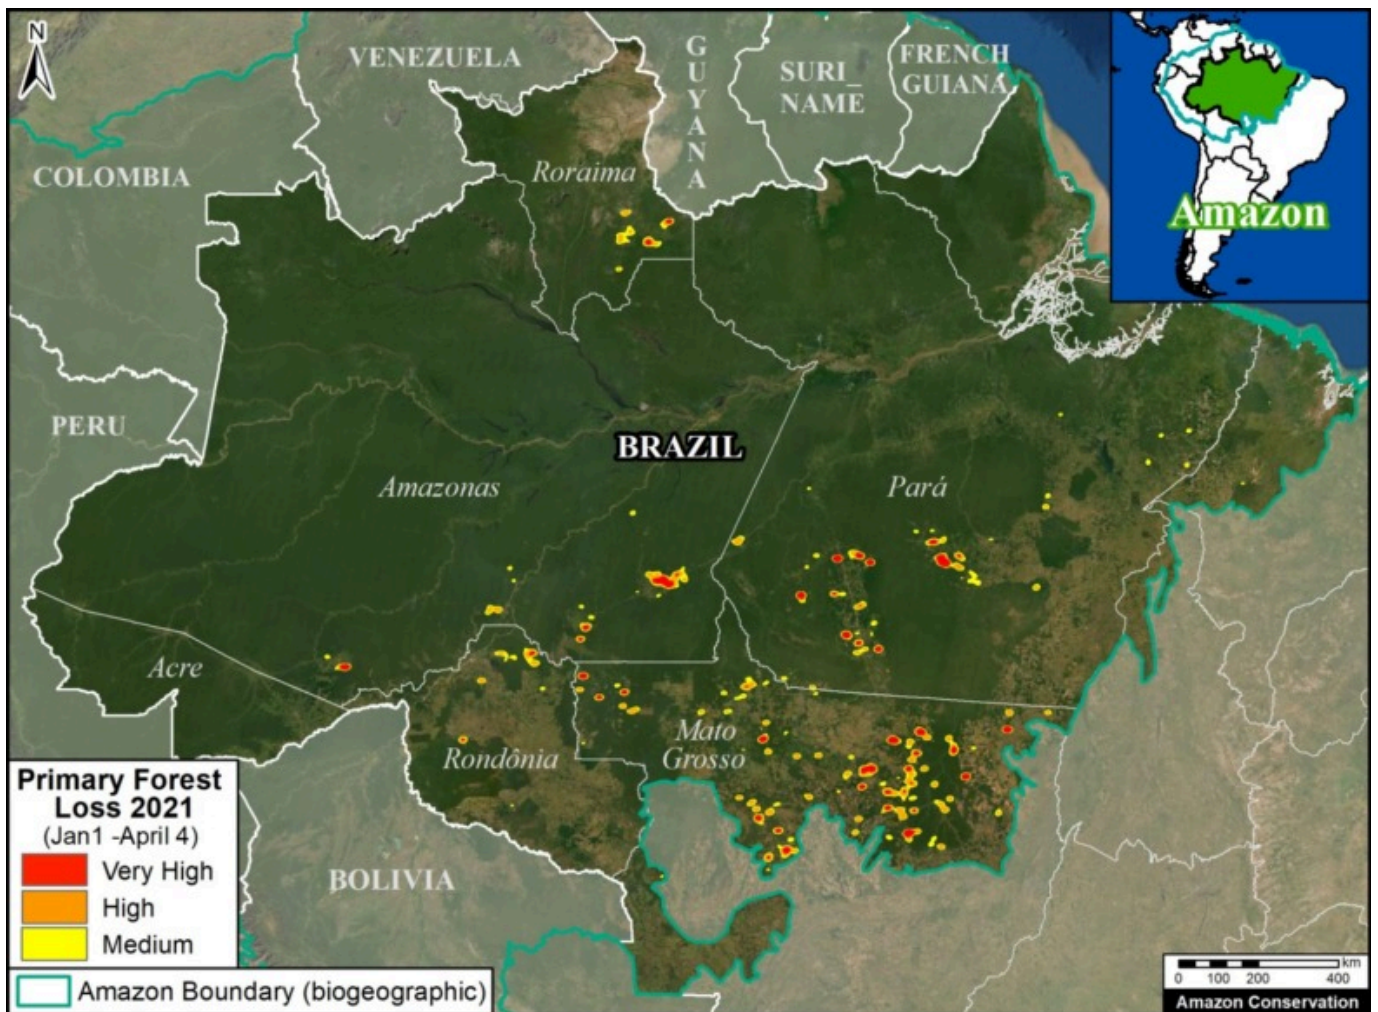 N
VENEZUELA
GUYANA
SURI_
NAME
FRENCH
GUIANA
COLOMBIA
Roraima
Amazon
PERU
BRAZIL
Amazonas
Pará
Acre
Rondônia
Mato
Grosso
BOLIVIA
Primary Forest
Loss 2021
(Jan1 -April 4)
Very High
High
Medium
Amazon Boundary (biogeographic)
km
0 100 200 400
Amazon Conservation